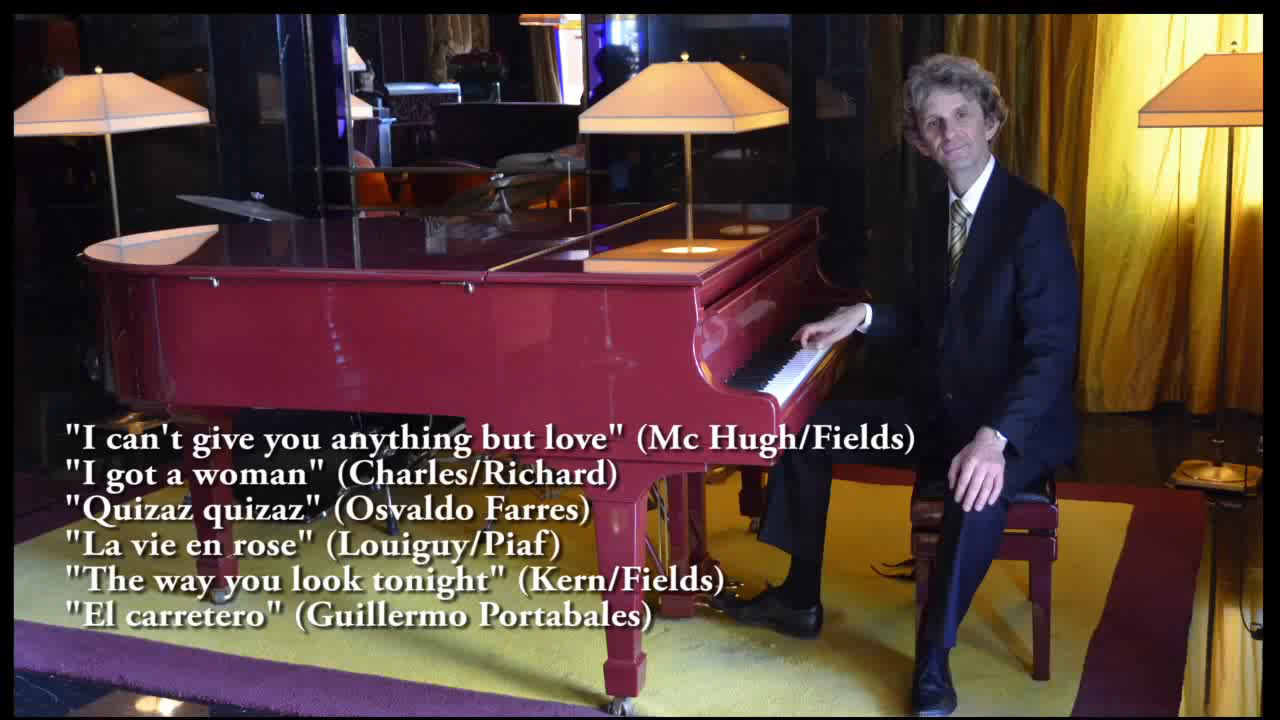 "I can't give you anything but love" (Mc Hugh/Fields)
"I got a woman" (Charles/Richard)
"Quizaz quizaz" (Osvaldo Farres)
"La vie en rose" (Louiguy/Piaf)
"The way you look tonight" (Kern/Fields)
"El carretero" (Guillermo Portabales)